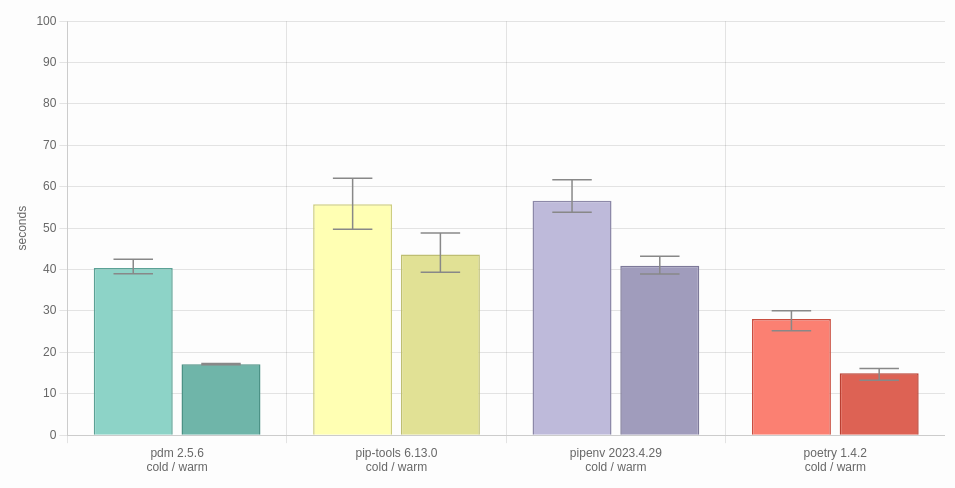 100
90
80
70
60
50
40
30
20
10
0
seconds
pdm 2.5.6
cold / warm
pip-tools 6.13.0
cold / warm
pipenv 2023.4.29
cold / warm
poetry 1.4.2
cold / warm